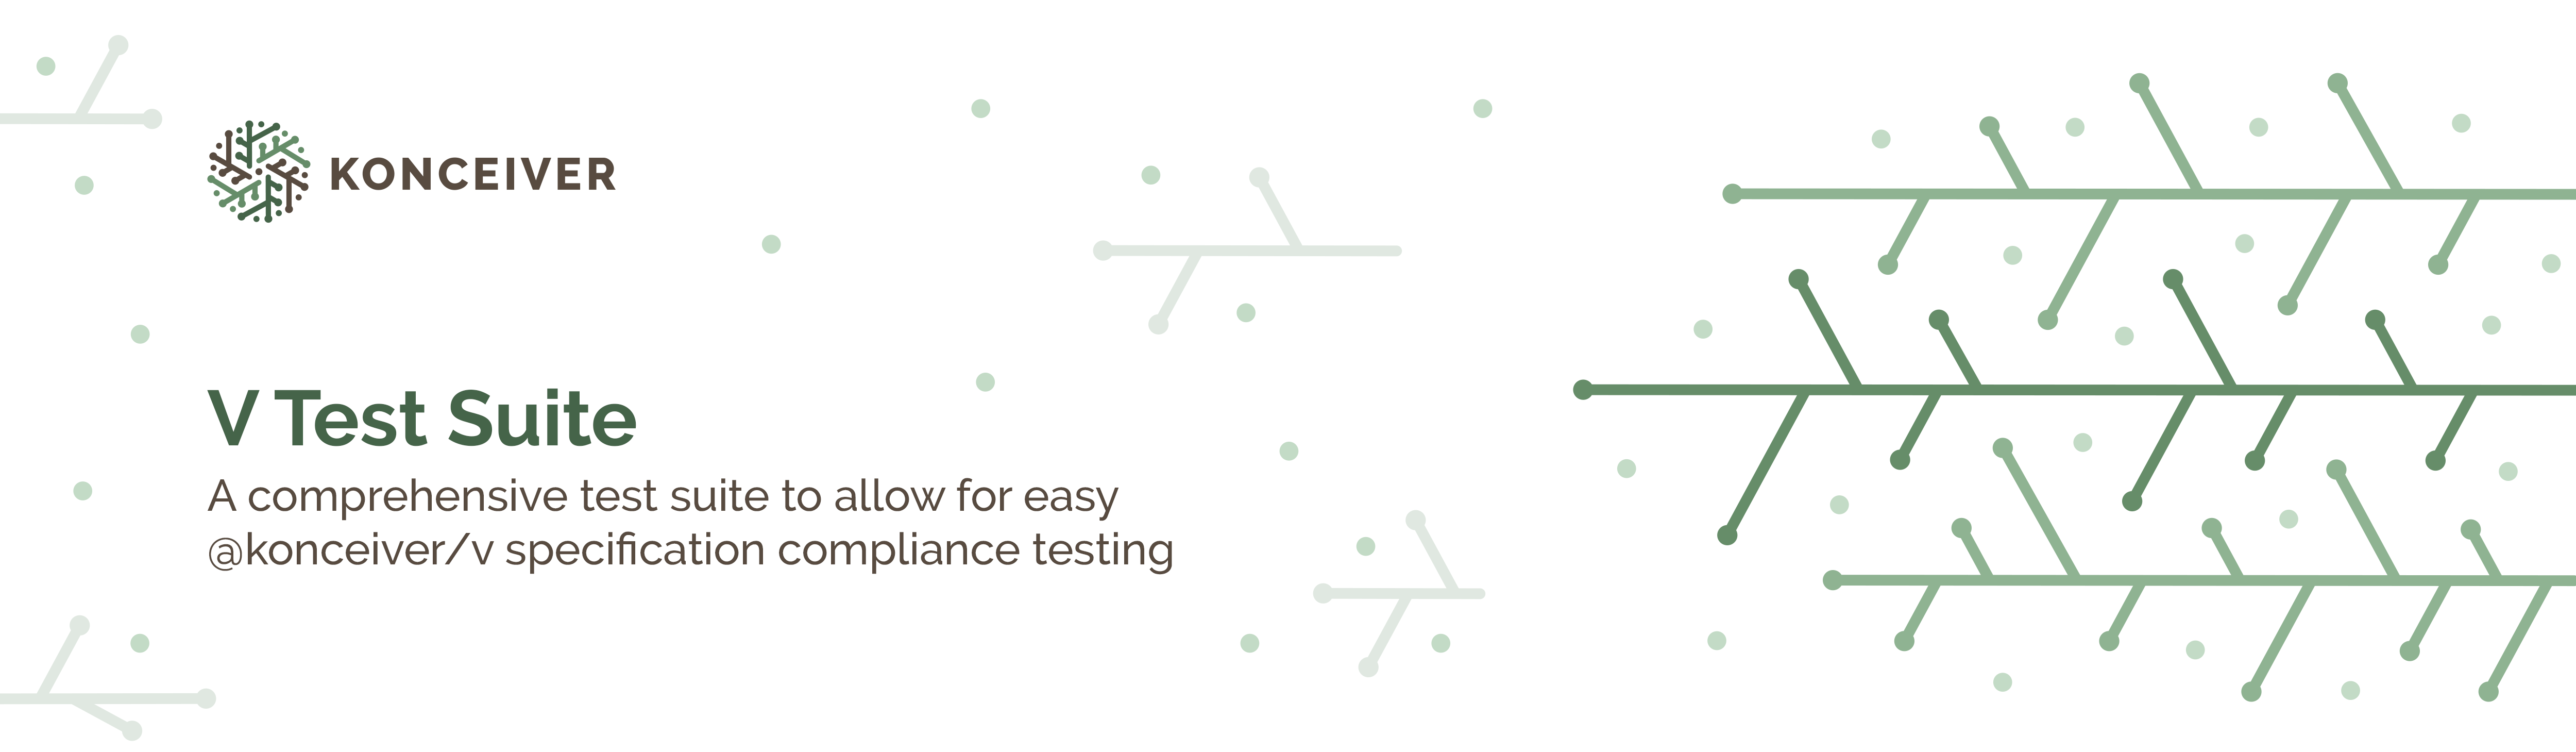 KONCEIVER
V Test Suite
A comprehensive test suite to allow for easy
@konceiver/v specification compliance testing